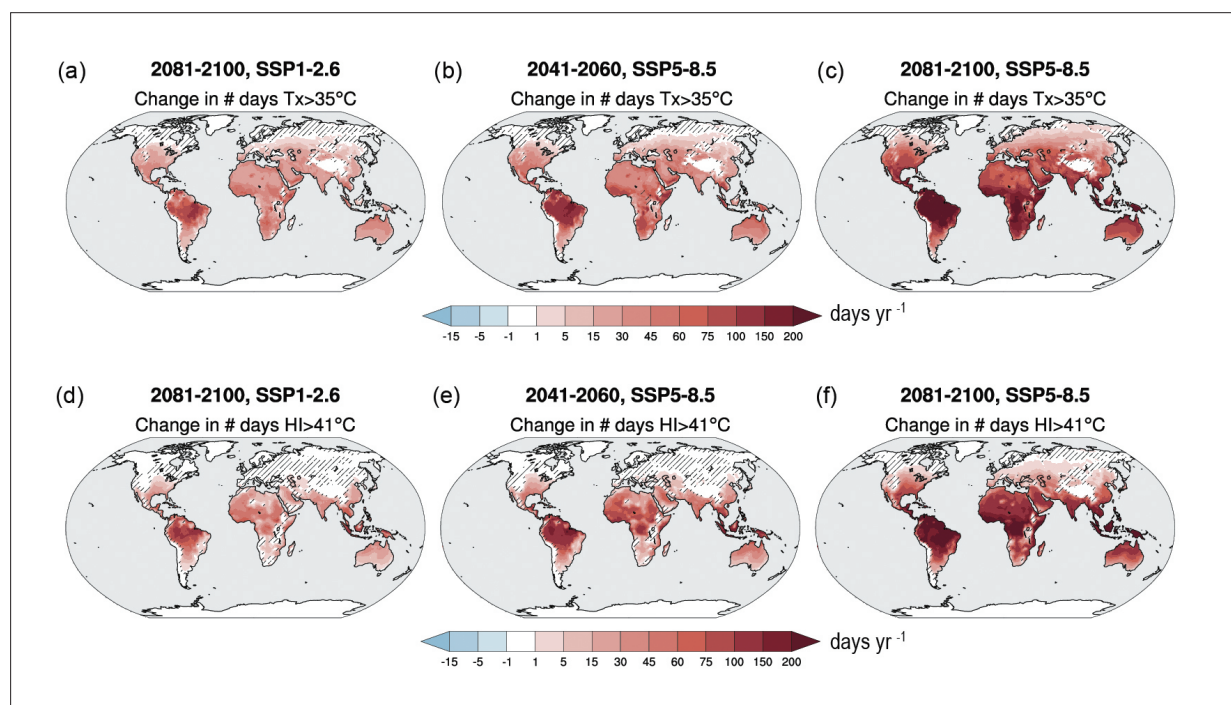 (a)
2081-2100, SSP1-2.6
Change in # days Tx>35°C
(b)
2041-2060, SSP5-8.5
Change in # days Tx>35°C
(c)
2081-2100, SSP5-8.5
Change in # days Tx>35°C
-15 -5 -1 1 5 15 30 45 60 75 100 150 200
days yr -1
(d)
2081-2100, SSP1-2.6
Change in # days HI>41°C
(e)
2041-2060, SSP5-8.5
Change in # days HI>41°C
(f)
2081-2100, SSP5-8.5
Change in # days HI>41°C
-15 -5 -1 1 5 15 30 45 60 75 100 150 200
days yr -1